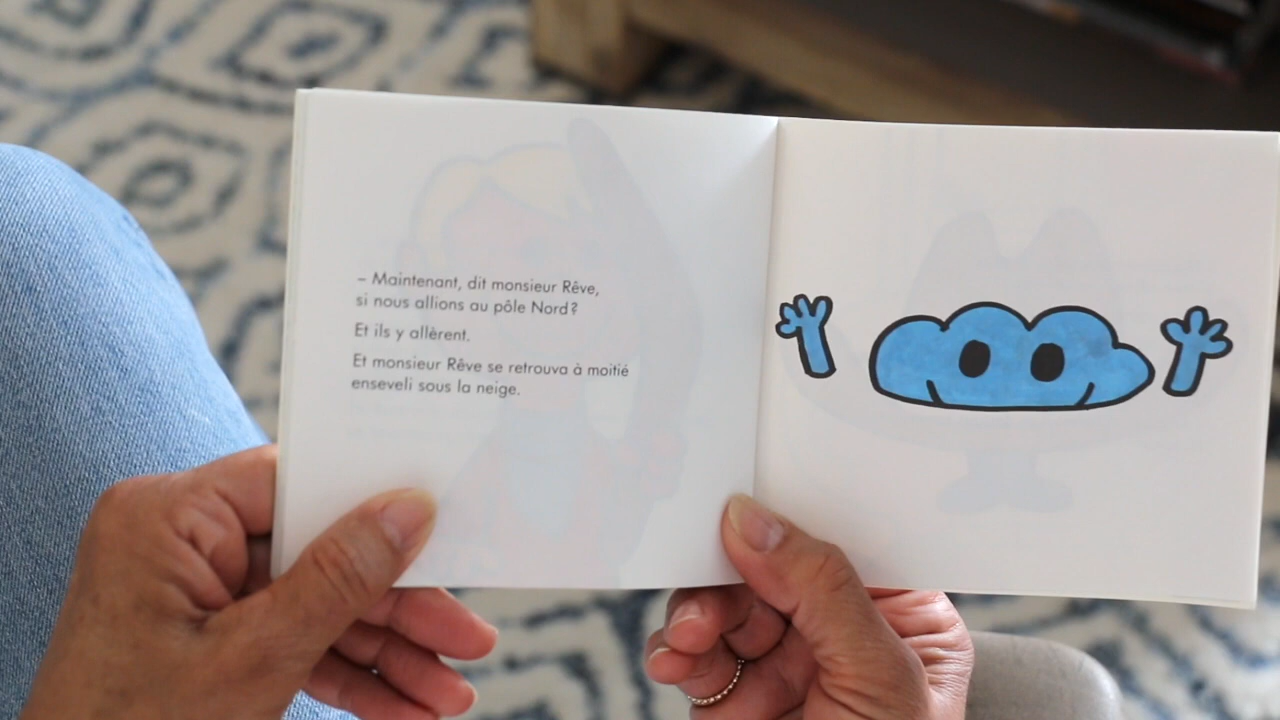 – Maintenant, dit monsieur Rêve,
si nous allions au pôle Nord?
Et ils y allèrent.
Et monsieur Rêve se retrouva à moitié
enseveli sous la neige.